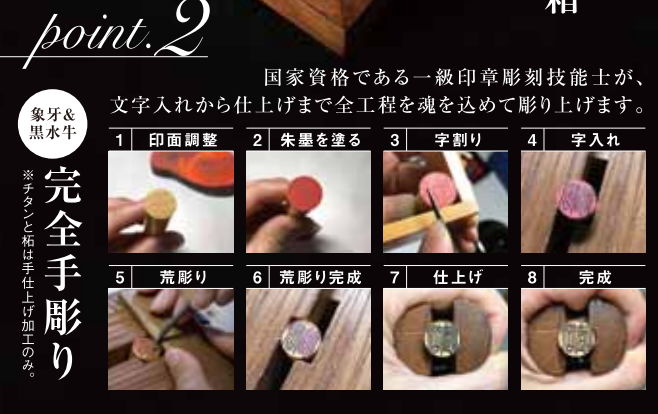 柘
point.2
国家資格である一級印章彫刻技能士が、
文字入れから仕上げまで全工程を魂を込めて彫り上げます。
象牙&
黒水牛
完全手彫り
※チタンと柘は手仕上げ加工のみ。
1 印面調整
2 朱墨を塗る
3 字割り
4 字入れ
5 荒彫り
6 荒彫り完成
7 仕上げ
8 完成